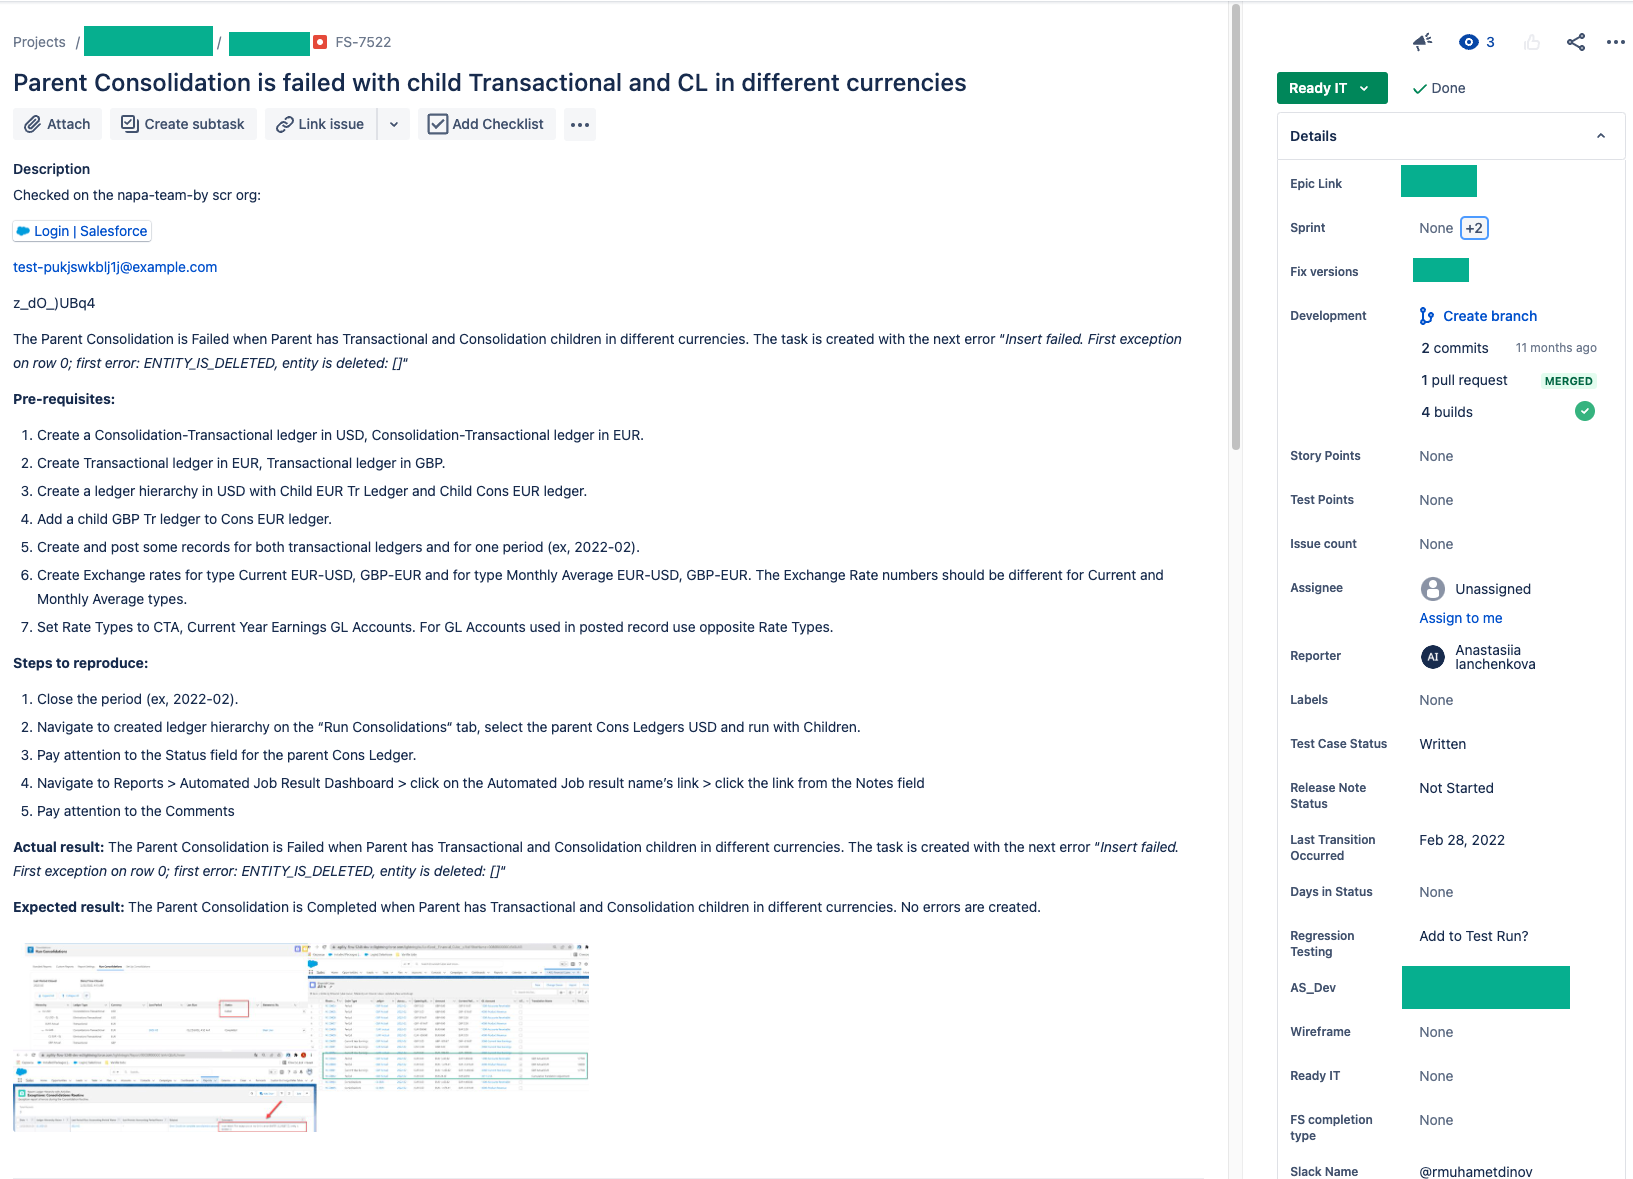 Projects / / FS-7522
Parent Consolidation is failed with child Transactional and CL in different currencies
Attach Create subtask Link issue Add Checklist
Description
Checked on the napa-team-by scr org:
Login | Salesforce
test-pukjswkblj1j@example.com
z_dO_)UBq4
The Parent Consolidation is Failed when Parent has Transactional and Consolidation children in different currencies. The task is created with the next error “Insert failed. First exception
on row 0; first error: ENTITY_IS_DELETED, entity is deleted: []“
Pre-requisites:
1. Create a Consolidation-Transactional ledger in USD, Consolidation-Transactional ledger in EUR.
2. Create Transactional ledger in EUR, Transactional ledger in GBP.
3. Create a ledger hierarchy in USD with Child EUR Tr Ledger and Child Cons EUR ledger.
4. Add a child GBP Tr ledger to Cons EUR ledger.
5. Create and post some records for both transactional ledgers and for one period (ex, 2022-02).
6. Create Exchange rates for type Current EUR-USD, GBP-EUR and for type Monthly Average EUR-USD, GBP-EUR. The Exchange Rate numbers should be different for Current and
Monthly Average types.
7. Set Rate Types to CTA, Current Year Earnings GL Accounts. For GL Accounts used in posted record use opposite Rate Types.
Steps to reproduce:
1. Close the period (ex, 2022-02).
2. Navigate to created ledger hierarchy on the “Run Consolidations“ tab, select the parent Cons Ledgers USD and run with Children.
3. Pay attention to the Status field for the parent Cons Ledger.
4. Navigate to Reports > Automated Job Result Dashboard > click on the Automated Job result name’s link > click the link from the Notes field
5. Pay attention to the Comments
Actual result: The Parent Consolidation is Failed when Parent has Transactional and Consolidation children in different currencies. The task is created with the next error “Insert failed.
First exception on row 0; first error: ENTITY_IS_DELETED, entity is deleted: []“
Expected result: The Parent Consolidation is Completed when Parent has Transactional and Consolidation children in different currencies. No errors are created.
3
Ready IT Done
Details
Epic Link
Sprint None +2
Fix versions
Development Create branch
2 commits 11 months ago
1 pull request MERGED
4 builds
Story Points None
Test Points None
Issue count None
Assignee Unassigned
Assign to me
Reporter AI Anastasiia
Ianchenkova
Labels None
Test Case Status Written
Release Note
Status Not Started
Last Transition
Occurred Feb 28, 2022
Days in Status None
Regression
Testing Add to Test Run?
AS_Dev
Wireframe None
Ready IT None
FS completion
type None
Slack Name @rmuhametdinov